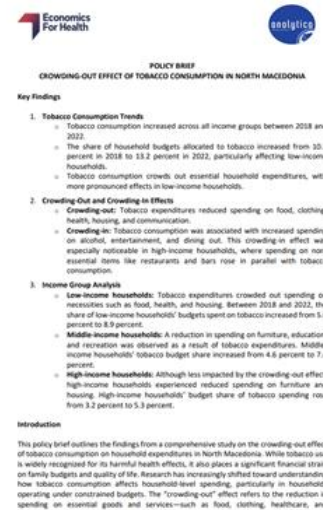 Economics
For Health
analytica
POLICY BRIEF
CROWDING-OUT EFFECT OF TOBACCO CONSUMPTION IN NORTH MACEDONIA
Key Findings
1. Tobacco Consumption Trends
○ Tobacco consumption increased across all income groups between 2018 an
2022.
○ The share of household budgets allocated to tobacco increased from 10.
percent in 2018 to 13.2 percent in 2022, particularly affecting low-incom
households.
○ Tobacco consumption crowds out essential household expenditures, wit
more pronounced effects in low-income households.
2. Crowding-Out and Crowding-In Effects
○ Crowding-out: Tobacco expenditures reduced spending on food, clothing
health, housing, and communication.
○ Crowding-in: Tobacco consumption was associated with increased spendin
on alcohol, entertainment, and dining out. This crowding-in effect wa
especially noticeable in high-income households, where spending on non
essential items like restaurants and bars rose in parallel with tobacc
consumption.
3. Income Group Analysis
○ Low-income households: Tobacco expenditures crowded out spending o
necessities such as food, health, and housing. Between 2018 and 2022, th
share of low-income households' budgets spent on tobacco increased from 5.
percent to 8.9 percent.
○ Middle-income households: A reduction in spending on furniture, education
and recreation was observed as a result of tobacco expenditures. Middle
income households' tobacco budget share increased from 4.6 percent to 7.
percent.
○ High-income households: Although less impacted by the crowding-out effect
high-income households experienced reduced spending on furniture an
housing. High-income households' budget share of tobacco spending ros
from 3.2 percent to 5.3 percent.
Introduction
This policy brief outlines the findings from a comprehensive study on the crowding-out effec
of tobacco consumption on household expenditures in North Macedonia. While tobacco us
is widely recognized for its harmful health effects, it also places a significant financial strai
on family budgets and quality of life. Research has increasingly shifted toward understandin
how tobacco consumption affects household-level spending, particularly in household
operating under constrained budgets. The "crowding-out" effect refers to the reduction i
spending on essential goods and services—such as food, clothing, healthcare, an